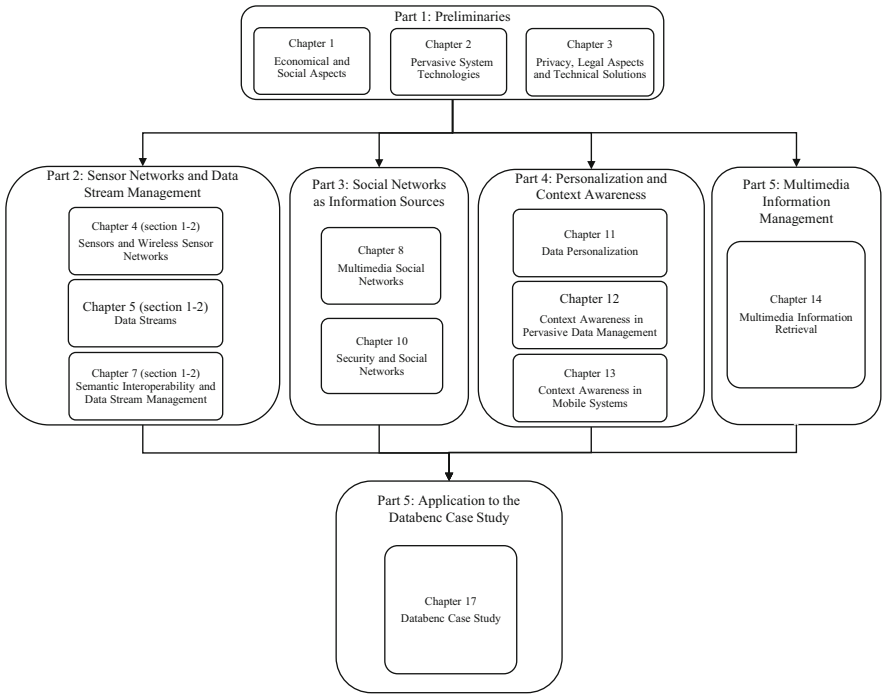 Part 1: Preliminaries
Chapter 1
Economical and
Social Aspects
Chapter 2
Pervasive System
Technologies
Chapter 3
Privacy, Legal Aspects
and Technical Solutions
Part 2: Sensor Networks and Data
Stream Management
Chapter 4 (section 1-2)
Sensors and Wireless Sensor
Networks
Chapter 5 (section 1-2)
Data Streams
Chapter 7 (section 1-2)
Semantic Interoperability and
Data Stream Management
Part 3: Social Networks
as Information Sources
Chapter 8
Multimedia Social
Networks
Chapter 10
Security and Social
Networks
Part 4: Personalization and
Context Awareness
Chapter 11
Data Personalization
Chapter 12
Context Awareness in
Pervasive Data Management
Chapter 13
Context Awareness in
Mobile Systems
Part 5: Multimedia
Information
Management
Chapter 14
Multimedia Information
Retrieval
Part 5: Application to the
Databenc Case Study
Chapter 17
Databenc Case Study